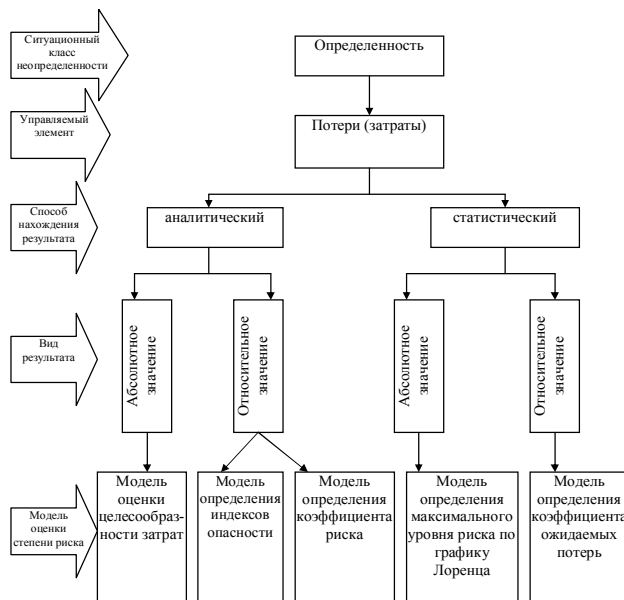 Ситуационный
класс
неопределенности
Определенность
Управляемый
элемент
Потери (затраты)
Способ
нахождения
результата
аналитический
статистический
Вид
результата
Абсолютное
значение
Относительное
значение
Абсолютное
значение
Относительное
значение
Модель
оценки
степени риска
Модель
оценки
целесообраз-
ности затрат
Модель
определения
индексов
опасности
Модель
определения
коэффициента
риска
Модель
определения
максимального
уровня риска по
графику
Лоренца
Модель
определения
коэффициента
ожидаемых
потерь